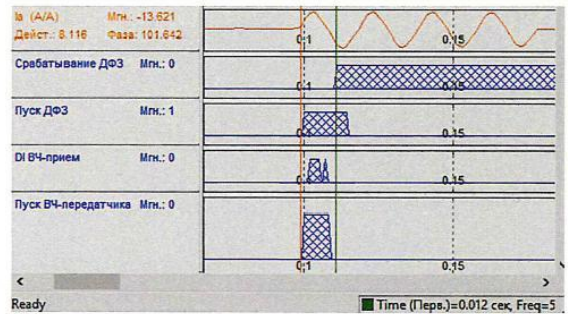 Ia (A/A) Мгн.: -13.621
Дейст.: 8.116 Фаза: 101.642
0.1 0.15
Срабатывание ДФЗ Мгн.: 0
0.1 0.15
Пуск ДФЗ Мгн.: 1
0.15
DI ВЧ-прием Мгн.: 0
0.15
Пуск ВЧ-передатчика Мгн.: 0
0.1 0.15
Ready Time (Перв.)=0.012 сек, Freq=5